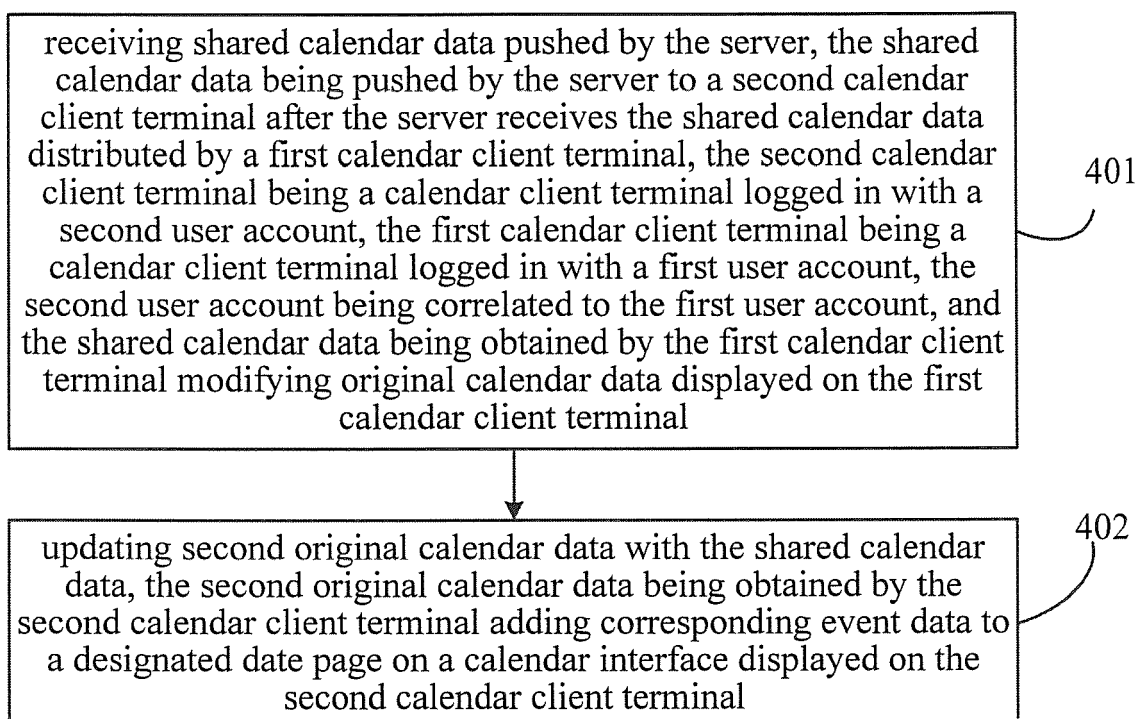 receiving shared calendar data pushed by the server, the shared
calendar data being pushed by the server to a second calendar
client terminal after the server receives the shared calendar data
distributed by a first calendar client terminal, the second calendar
client terminal being a calendar client terminal logged in with a
second user account, the first calendar client terminal being a
calendar client terminal logged in with a first user account, the
second user account being correlated to the first user account, and
the shared calendar data being obtained by the first calendar client
terminal modifying original calendar data displayed on the first
calendar client terminal
401
updating second original calendar data with the shared calendar
data, the second original calendar data being obtained by the
second calendar client terminal adding corresponding event data to
a designated date page on a calendar interface displayed on the
second calendar client terminal
402